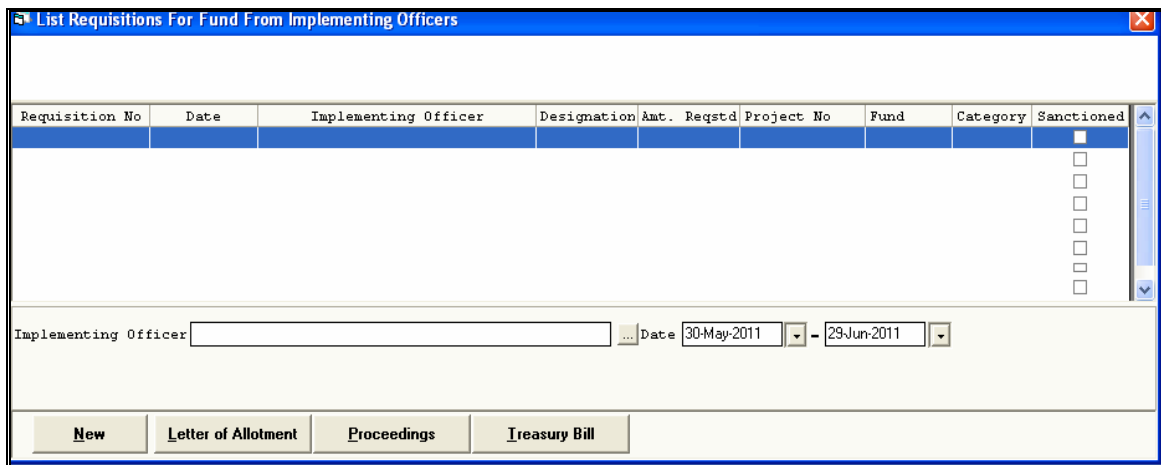 List Requisitions For Fund From Implementing Officers
Requisition No Date Implementing Officer Designation Amt. Reqstd Project No Fund Category Sanctioned
Implementing Officer ... Date 30-May-2011 - 29-Jun-2011
New Letter of Allotment Proceedings Treasury Bill